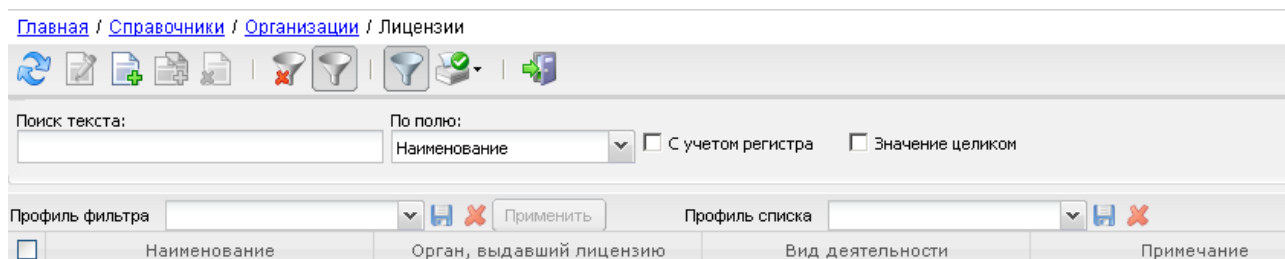 Главная / Справочники / Организации / Лицензии
Поиск текста: По полю:
Наименование С учетом регистра Значение целиком
Профиль фильтра Применить Профиль списка
Наименование Орган, выдавший лицензию Вид деятельности Примечание